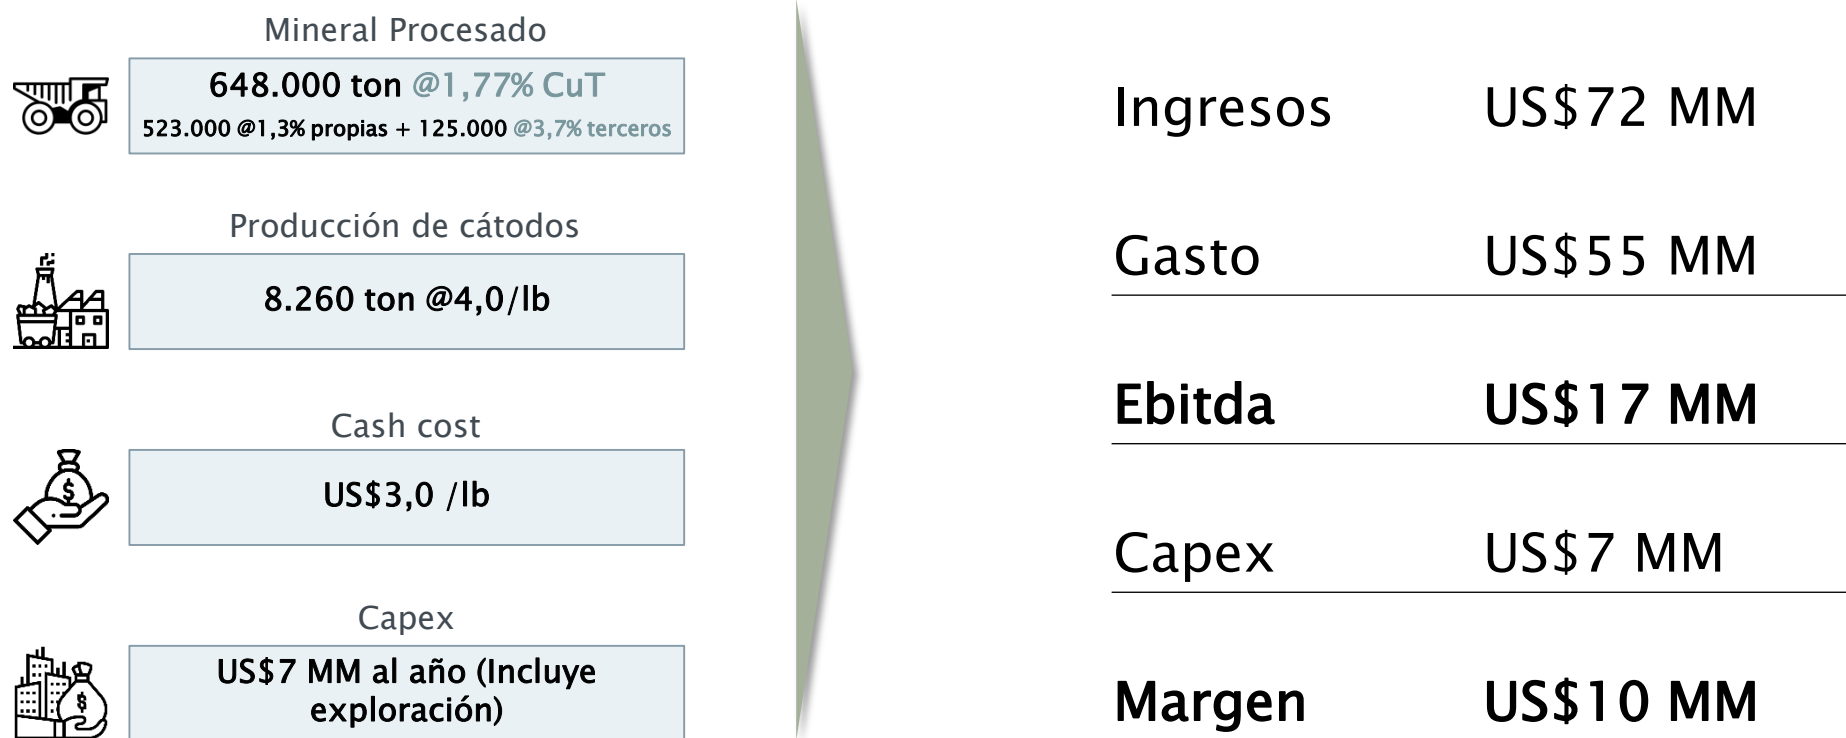 Mineral Procesado
648.000 ton @1,77% CuT
523.000 @1,3% propias + 125.000 @3,7% terceros
Producción de cátodos
8.260 ton @4,0/lb
Cash cost
US$3,0 /lb
Capex
US$7 MM al año (Incluye
exploración)
Ingresos US$72 MM
Gasto US$55 MM
Ebitda US$17 MM
Capex US$7 MM
Margen US$10 MM